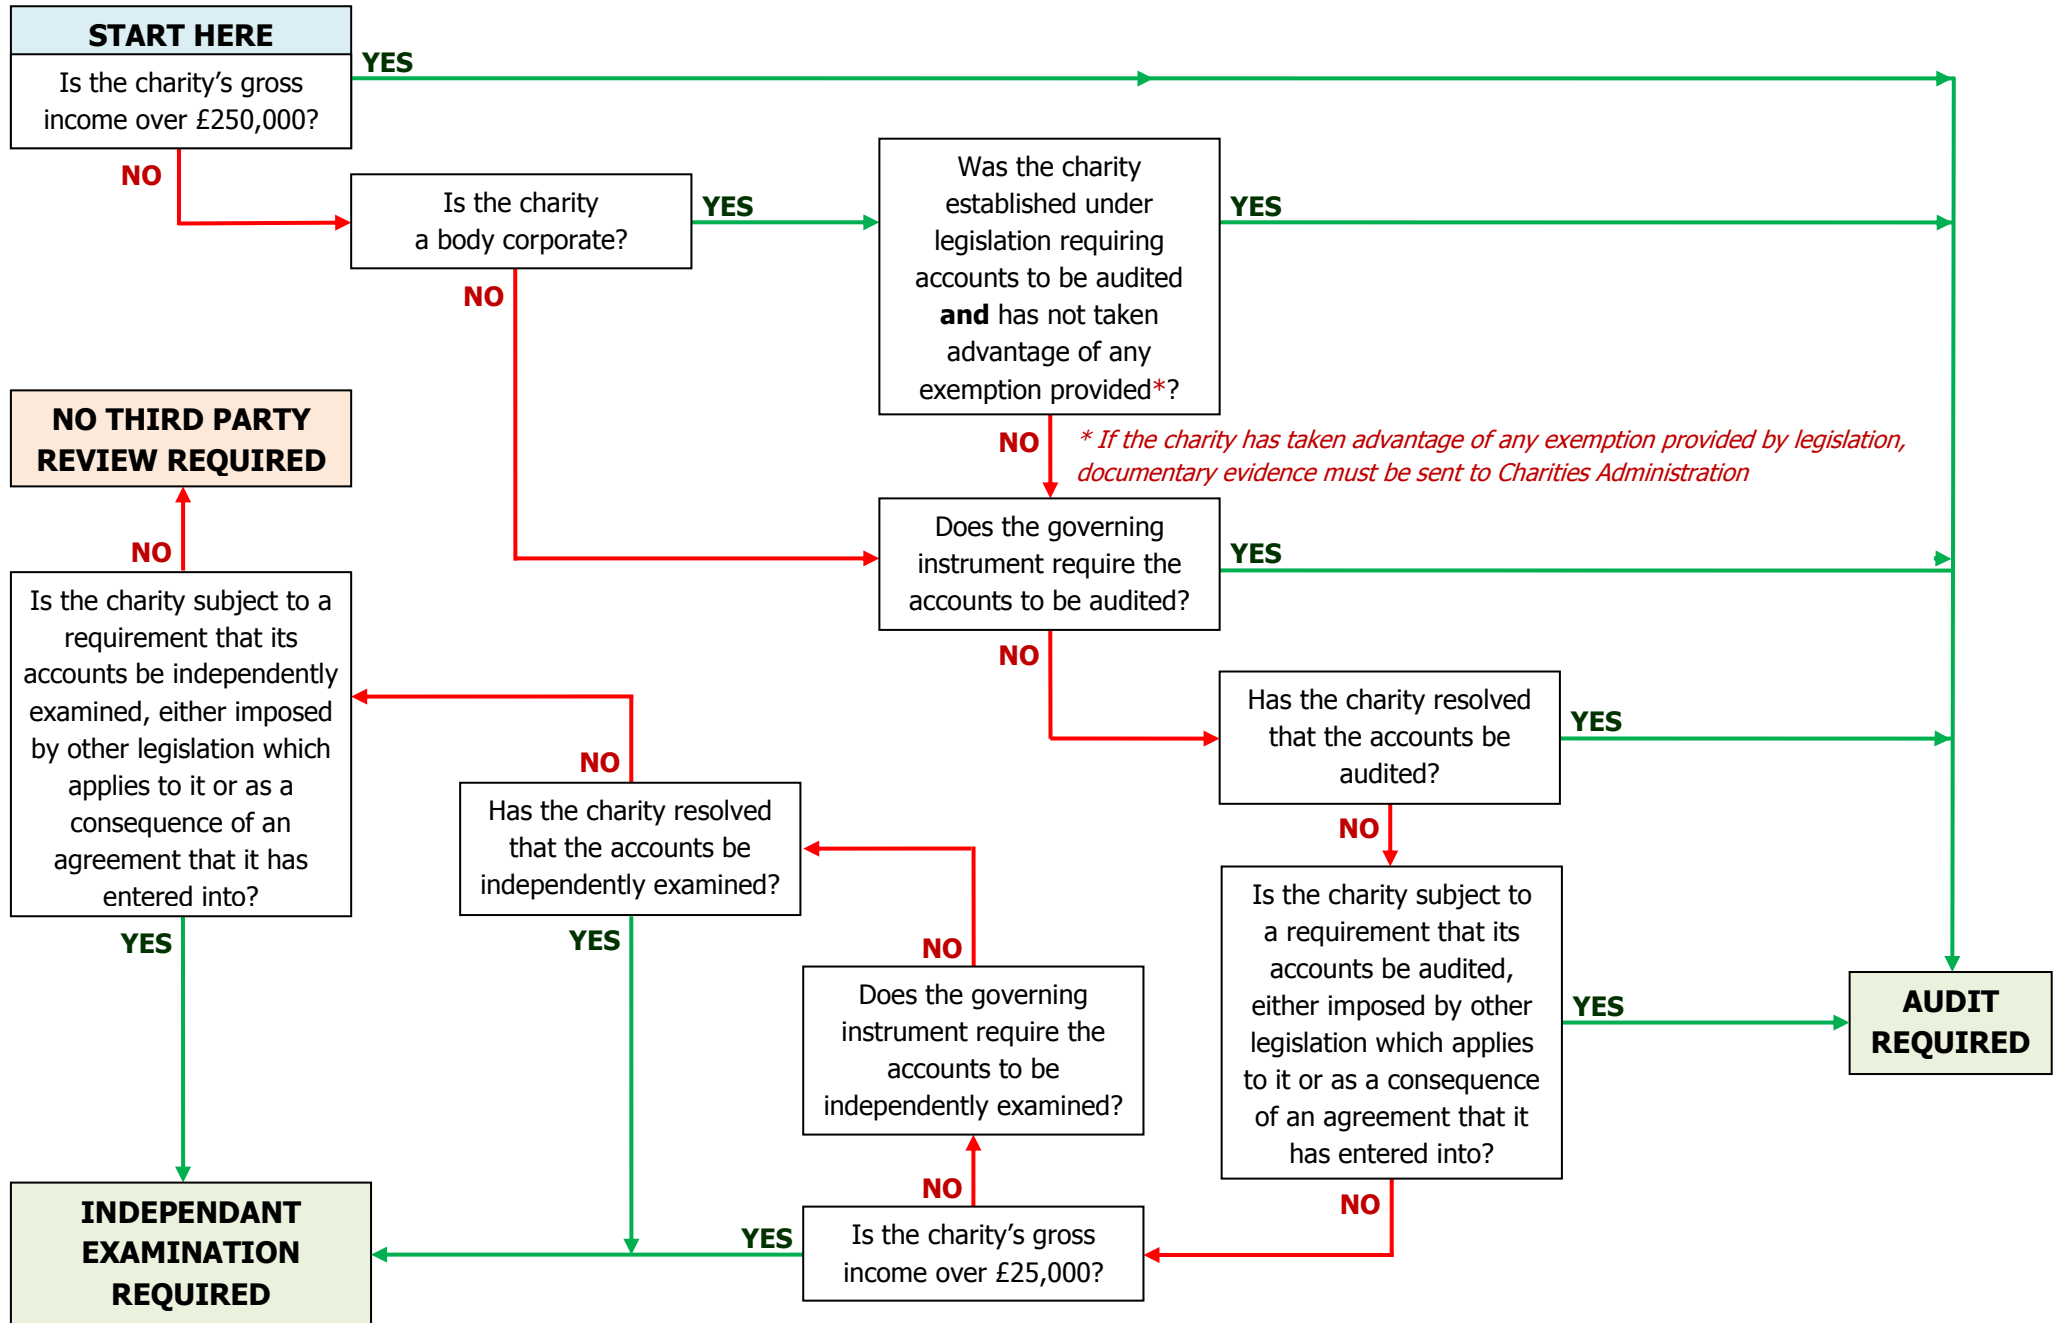 START HERE
Is the charity's gross
income over £250,000?
YES
NO
Is the charity
a body corporate?
YES
NO
Was the charity
established under
legislation requiring
accounts to be audited
and has not taken
advantage of any
exemption provided*?
YES
NO
* If the charity has taken advantage of any exemption provided by legislation,
documentary evidence must be sent to Charities Administration
Does the governing
instrument require the
accounts to be audited?
YES
NO
Has the charity resolved
that the accounts be
audited?
YES
NO
Is the charity subject to
a requirement that its
accounts be audited,
either imposed by other
legislation which applies
to it or as a consequence
of an agreement that it
has entered into?
YES
NO
AUDIT
REQUIRED
Is the charity's gross
income over £25,000?
YES
NO
Does the governing
instrument require the
accounts to be
independently examined?
NO
Has the charity resolved
that the accounts be
independently examined?
YES
NO
Is the charity subject to a
requirement that its
accounts be independently
examined, either imposed
by other legislation which
applies to it or as a
consequence of an
agreement that it has
entered into?
YES
NO
NO THIRD PARTY
REVIEW REQUIRED
INDEPENDANT
EXAMINATION
REQUIRED